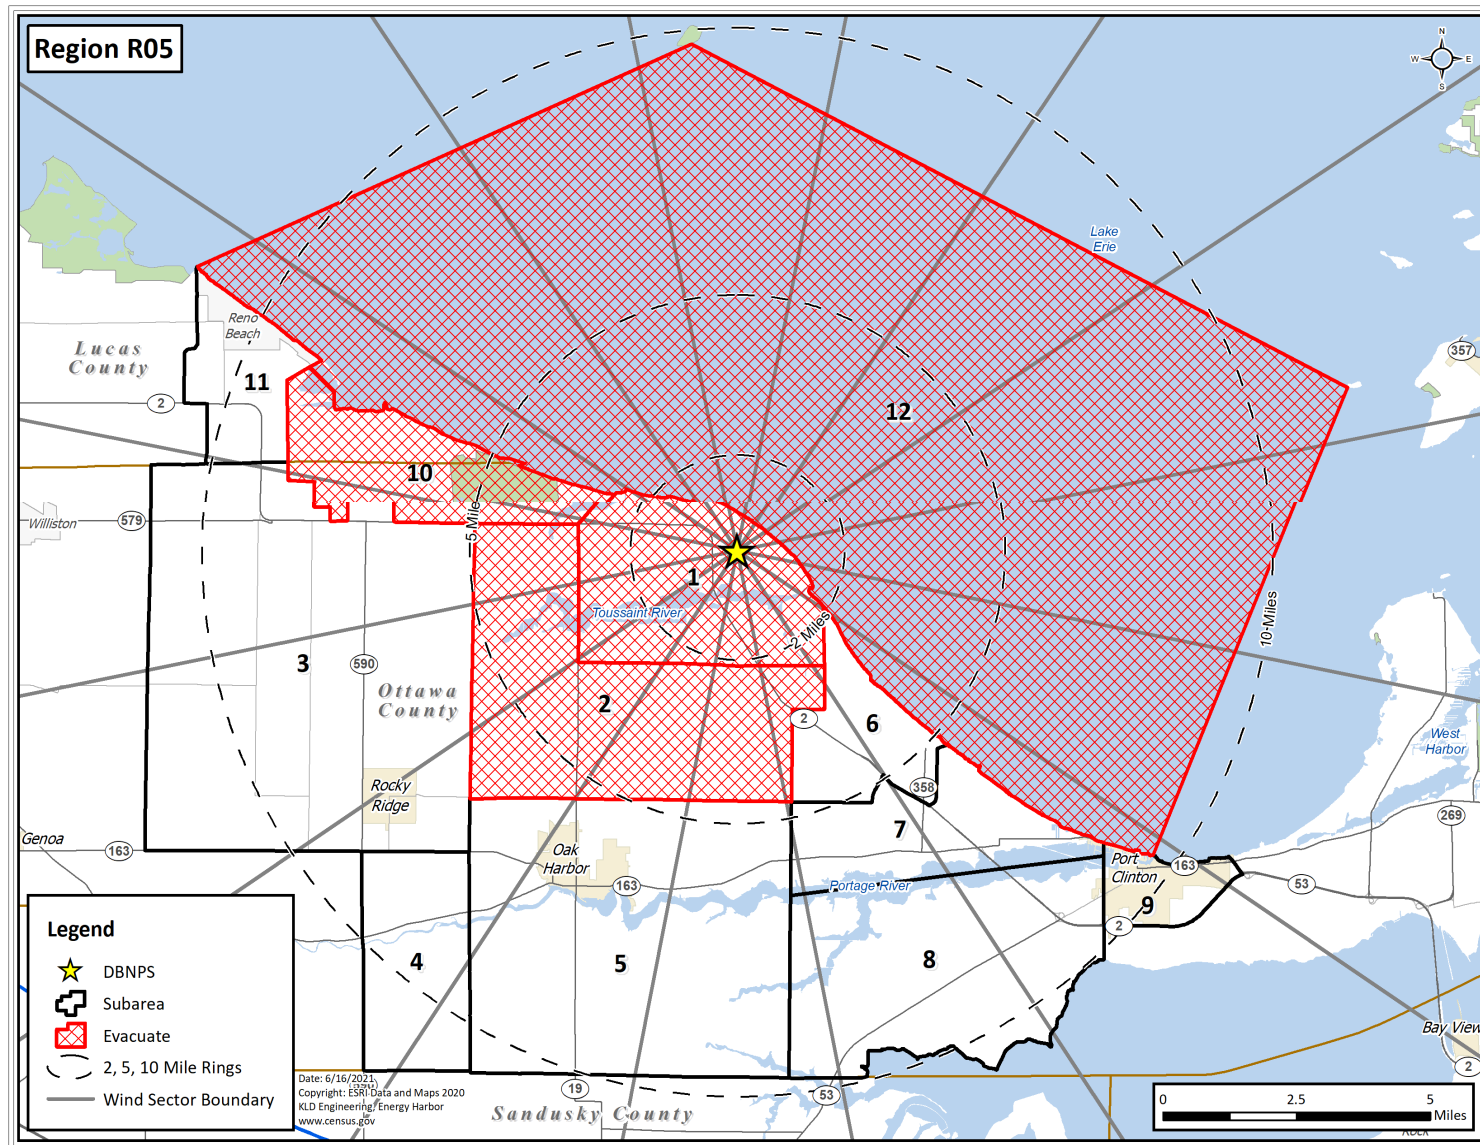 Region R05
N
W
E
S
Lake
Erie
Reno
Beach
Lucas
County
357
11
2
12
10
Williston
579
5 Mile
1
Toussaint River
2 Miles
10-Miles
3
590
Ottawa
County
2
2
6
West
Harbor
Rocky
Ridge
358
269
7
Genoa
163
Oak
Harbor
163
Port
Clinton
163
53
Portage River
9
2
4
5
8
Legend
DBNPS
Subarea
Evacuate
2, 5, 10 Mile Rings
Wind Sector Boundary
Bay View
2
Date: 6/16/2021
Copyright: ESRI Data and Maps 2020
KLD Engineering, Energy Harbor
www.census.gov
590
19
53
Sandusky County
0
2.5
5
Miles
Rock